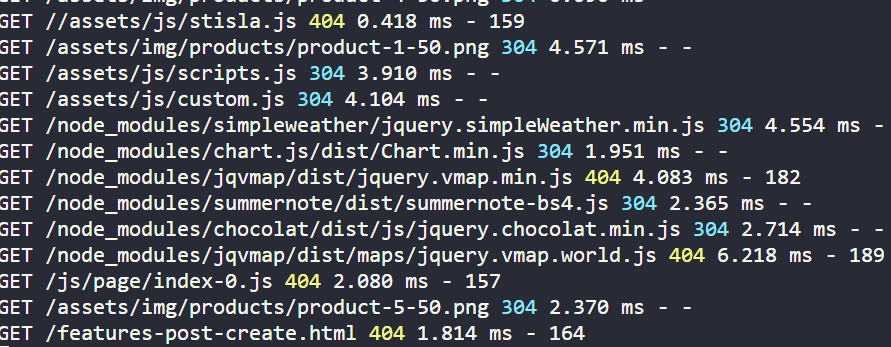 GET //assets/js/stisla.js 404 0.418 ms - 159
GET /assets/img/products/product-1-50.png 304 4.571 ms - -
GET /assets/js/scripts.js 304 3.910 ms - -
GET /assets/js/custom.js 304 4.104 ms - -
GET /node_modules/simpleweather/jquery.simpleWeather.min.js 304 4.554 ms -
GET /node_modules/chart.js/dist/Chart.min.js 304 1.951 ms - -
GET /node_modules/jqvmap/dist/jquery.vmap.min.js 404 4.083 ms - 182
GET /node_modules/summernote/dist/summernote-bs4.js 304 2.365 ms - -
GET /node_modules/chocolat/dist/js/jquery.chocolat.min.js 304 2.714 ms - -
GET /node_modules/jqvmap/dist/maps/jquery.vmap.world.js 404 6.218 ms - 189
GET /js/page/index-0.js 404 2.080 ms - 157
GET /assets/img/products/product-5-50.png 304 2.370 ms - -
GET /features-post-create.html 404 1.814 ms - 164